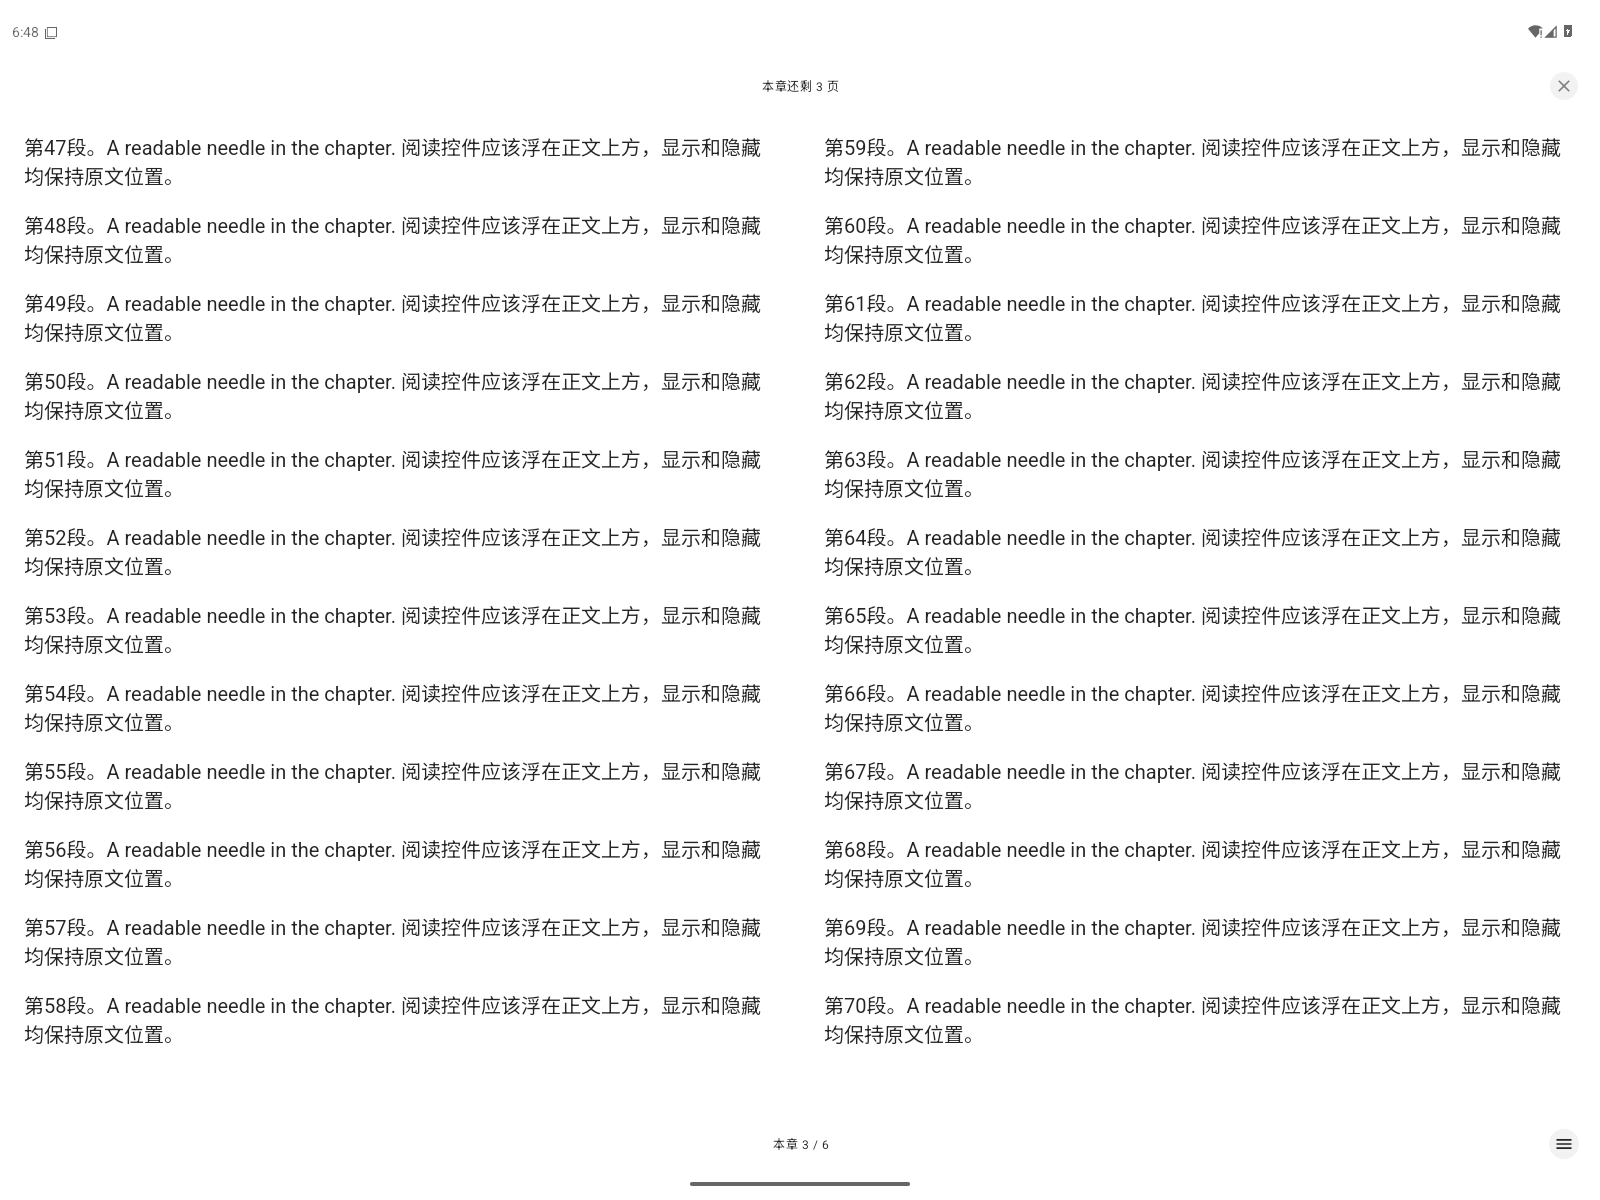 6:48
本章还剩 3 页
第47段。A readable needle in the chapter. 阅读控件应该浮在正文上方，显示和隐藏
均保持原文位置。
第48段。A readable needle in the chapter. 阅读控件应该浮在正文上方，显示和隐藏
均保持原文位置。
第49段。A readable needle in the chapter. 阅读控件应该浮在正文上方，显示和隐藏
均保持原文位置。
第50段。A readable needle in the chapter. 阅读控件应该浮在正文上方，显示和隐藏
均保持原文位置。
第51段。A readable needle in the chapter. 阅读控件应该浮在正文上方，显示和隐藏
均保持原文位置。
第52段。A readable needle in the chapter. 阅读控件应该浮在正文上方，显示和隐藏
均保持原文位置。
第53段。A readable needle in the chapter. 阅读控件应该浮在正文上方，显示和隐藏
均保持原文位置。
第54段。A readable needle in the chapter. 阅读控件应该浮在正文上方，显示和隐藏
均保持原文位置。
第55段。A readable needle in the chapter. 阅读控件应该浮在正文上方，显示和隐藏
均保持原文位置。
第56段。A readable needle in the chapter. 阅读控件应该浮在正文上方，显示和隐藏
均保持原文位置。
第57段。A readable needle in the chapter. 阅读控件应该浮在正文上方，显示和隐藏
均保持原文位置。
第58段。A readable needle in the chapter. 阅读控件应该浮在正文上方，显示和隐藏
均保持原文位置。
第59段。A readable needle in the chapter. 阅读控件应该浮在正文上方，显示和隐藏
均保持原文位置。
第60段。A readable needle in the chapter. 阅读控件应该浮在正文上方，显示和隐藏
均保持原文位置。
第61段。A readable needle in the chapter. 阅读控件应该浮在正文上方，显示和隐藏
均保持原文位置。
第62段。A readable needle in the chapter. 阅读控件应该浮在正文上方，显示和隐藏
均保持原文位置。
第63段。A readable needle in the chapter. 阅读控件应该浮在正文上方，显示和隐藏
均保持原文位置。
第64段。A readable needle in the chapter. 阅读控件应该浮在正文上方，显示和隐藏
均保持原文位置。
第65段。A readable needle in the chapter. 阅读控件应该浮在正文上方，显示和隐藏
均保持原文位置。
第66段。A readable needle in the chapter. 阅读控件应该浮在正文上方，显示和隐藏
均保持原文位置。
第67段。A readable needle in the chapter. 阅读控件应该浮在正文上方，显示和隐藏
均保持原文位置。
第68段。A readable needle in the chapter. 阅读控件应该浮在正文上方，显示和隐藏
均保持原文位置。
第69段。A readable needle in the chapter. 阅读控件应该浮在正文上方，显示和隐藏
均保持原文位置。
第70段。A readable needle in the chapter. 阅读控件应该浮在正文上方，显示和隐藏
均保持原文位置。
本章 3 / 6